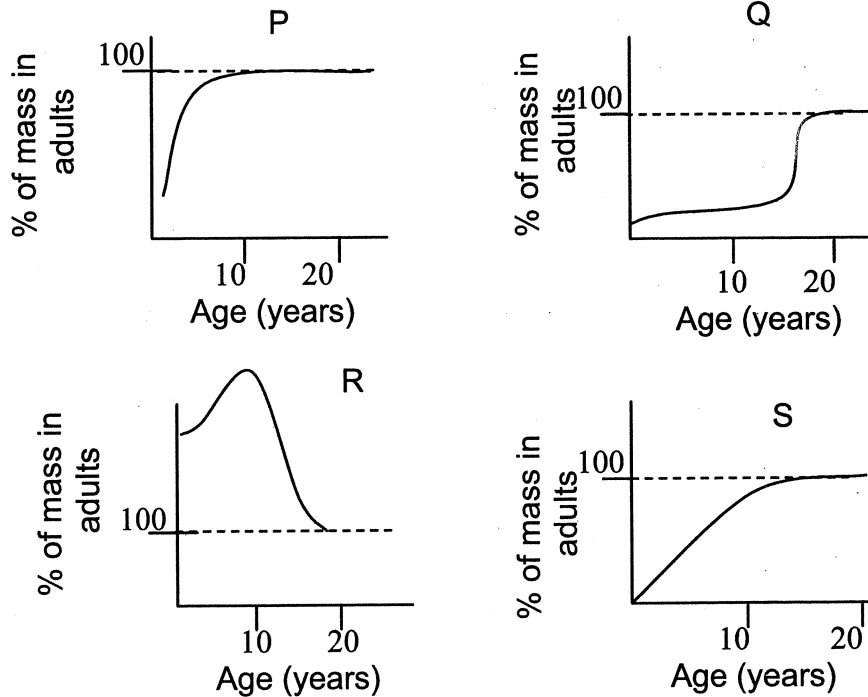 P
100
% of mass in
adults
10
20
Age (years)
Q
100
% of mass in
adults
10
20
Age (years)
R
100
% of mass in
adults
10
20
Age (years)
S
100
% of mass in
adults
10
20
Age (years)